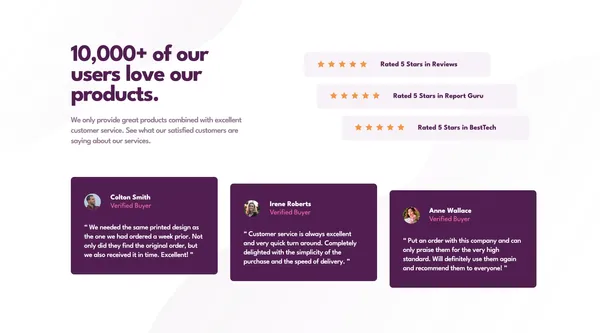 10,000+ of our
users love our
products.
We only provide great products combined with excellent
customer service. See what our satisfied customers are
saying about our services.
Rated 5 Stars in Reviews
Rated 5 Stars in Report Guru
Rated 5 Stars in BestTech
Colton Smith
Verified Buyer
“ We needed the same printed design as
the one we had ordered a week prior. Not
only did they find the original order, but
we also received it in time. Excellent! ”
Irene Roberts
Verified Buyer
“ Customer service is always excellent
and very quick turn around. Completely
delighted with the simplicity of the
purchase and the speed of delivery. ”
Anne Wallace
Verified Buyer
“ Put an order with this company and can
only praise them for the very high
standard. Will definitely use them again
and recommend them to everyone! ”